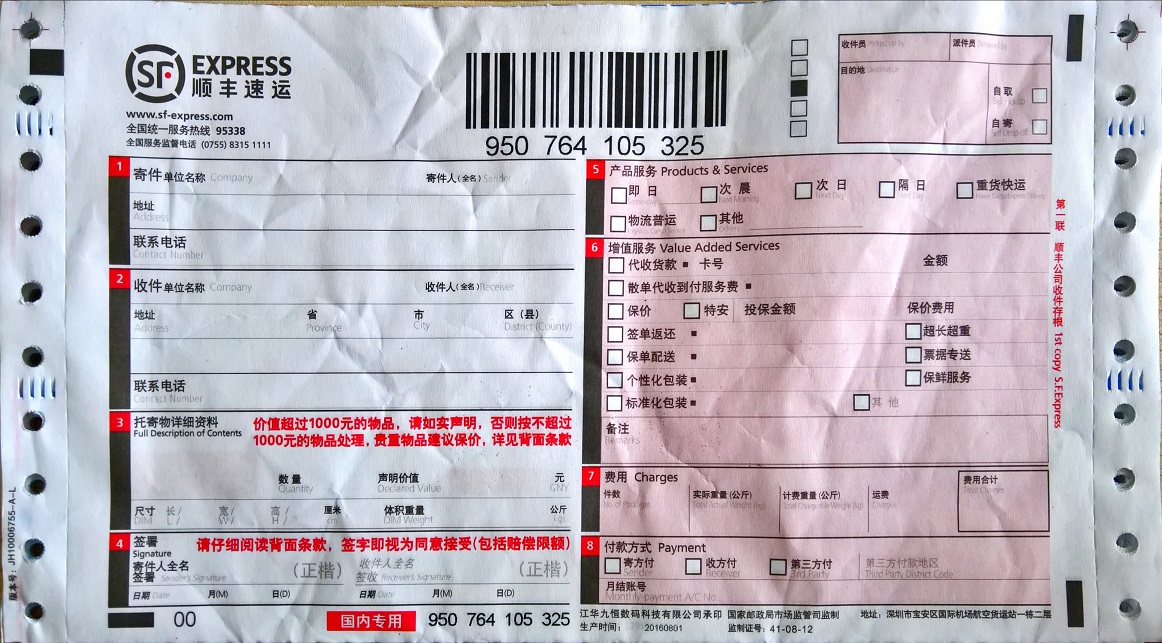 SF EXPRESS
顺丰速运
www.sf-express.com
全国统一服务热线 95338
全国服务监督电话 (0755) 8315 1111
950 764 105 325
收件员 派件员
目的地 Destination
自取
自寄
1 寄件单位名称 Company 寄件人(全名) Sender
地址
Address
联系电话
Contact Number
2 收件单位名称 Company 收件人(全名) Receiver
地址 省 市 区(县)
Address Province City District (County)
联系电话
Contact Number
3 托寄物详细资料
Full Description of Contents
价值超过1000元的物品，请如实声明，否则按不超过
1000元的物品处理，贵重物品建议保价，详见背面条款
数量 声明价值 元
Quantity Declared Value CNY
尺寸 长/ 宽/ 高/ 厘米 体积重量 公斤
DIM L/ W/ H/ cm DIM Weight kgs
4 签署
Signature
请仔细阅读背面条款，签字即视为同意接受(包括赔偿限额)
寄件人全名 (正楷) 收件人全名 (正楷)
签署 Sender's Signature 签收 Receiver's Signature
日期 Date 月(M) 日(D) 日期 Date 月(M) 日(D)
00 国内专用 950 764 105 325
5 产品服务 Products & Services
即日 次晨 次日 隔日 重货快运
Next Morning Next Day
物流普运 其他
6 增值服务 Value Added Services
代收货款 卡号 金额
散单代收到付服务费
保价 特安 投保金额 保价费用
签单返还 超长超重
保单配送 票据专送
个性化包装 保鲜服务
标准化包装 其他
备注
Remarks
7 费用 Charges 费用合计
Total Charges
件数 实际重量(公斤) 计费重量(公斤) 运费
No. of Packages Total Actual Weight (kg) Total Chargeable Weight (kg) Charges
8 付款方式 Payment
寄方付 收方付 第三方付 第三方付款地区
Sender Receiver 3rd Party Third Party District Code
月结账号
Monthly payment A/C No.
江华九恒数码科技有限公司承印 国家邮政局市场监管司监制 地址：深圳市宝安区国际机场航空货运站一栋二层
生产时间： 20160801 监制证号：41-08-12
第一联 顺丰公司收件存根 1st copy S.F.Express
版本号：JH10006755-A-L